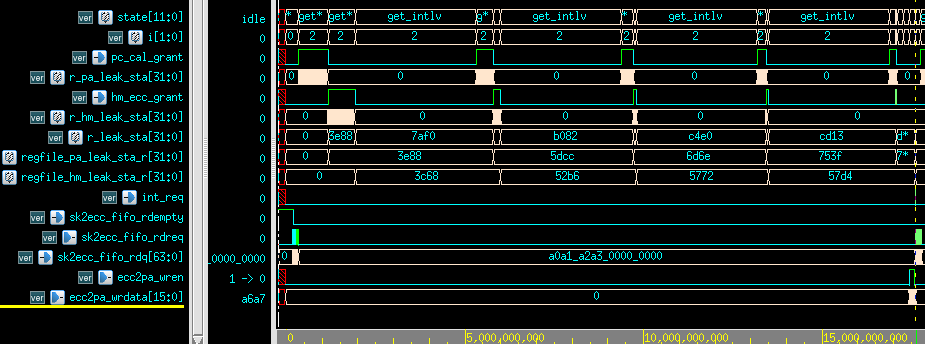 ver state[11:0] idle * get* get* get_intlv g* get_intlv * get_intlv * get_intlv
ver i[1:0] 0 0 2 2 2 2 2 2 2 2 2
ver pc_cal_grant 0
ver r_pa_leak_sta[31:0] 0 0 0 0 0 0 0
ver hm_ecc_grant 0
ver r_hm_leak_sta[31:0] 0 0 0 0 0 0
ver r_leak_sta[31:0] 0 0 3e88 7af0 b082 c4e0 cd13 d*
regfile_pa_leak_sta_r[31:0] 0 0 3e88 5dcc 6d6e 753f 7*
regfile_hm_leak_sta_r[31:0] 0 0 3c68 52b6 5772 57d4
ver int_req 0
ver sk2ecc_fifo_rdempty 0
ver sk2ecc_fifo_rdreq 0
ver sk2ecc_fifo_rdq[63:0] _0000_0000 0 a0a1_a2a3_0000_0000
ver ecc2pa_wren 1 -> 0
ver ecc2pa_wrdata[15:0] a6a7 0
0 5,000,000,000 10,000,000,000 15,000,000,000